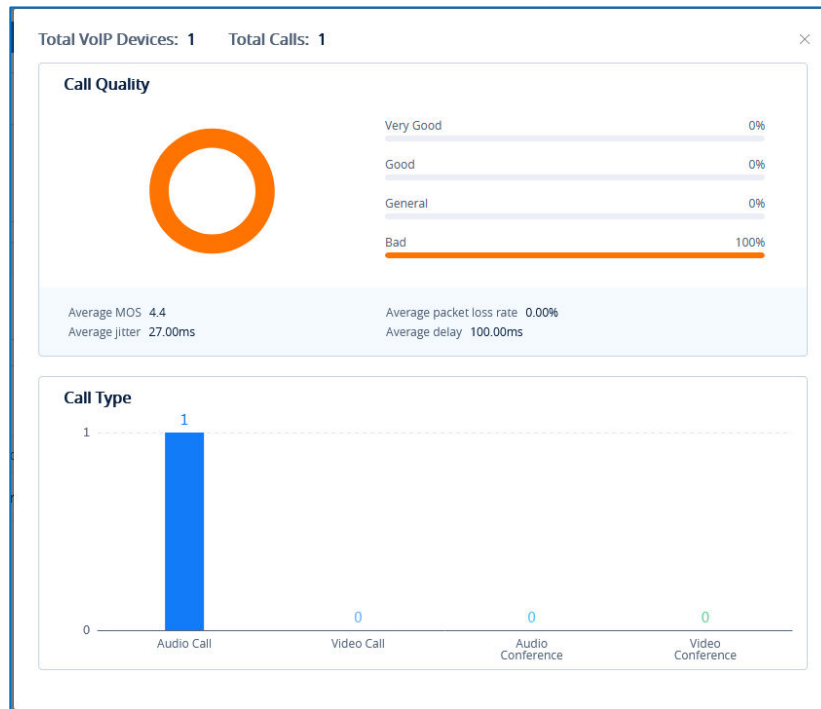 Total VoIP Devices: 1 Total Calls: 1
Call Quality
Very Good 0%
Good 0%
General 0%
Bad 100%
Average MOS 4.4 Average packet loss rate 0.00%
Average jitter 27.00ms Average delay 100.00ms
Call Type
1
1
0
0
0
0
Audio Call Video Call Audio Conference Video Conference